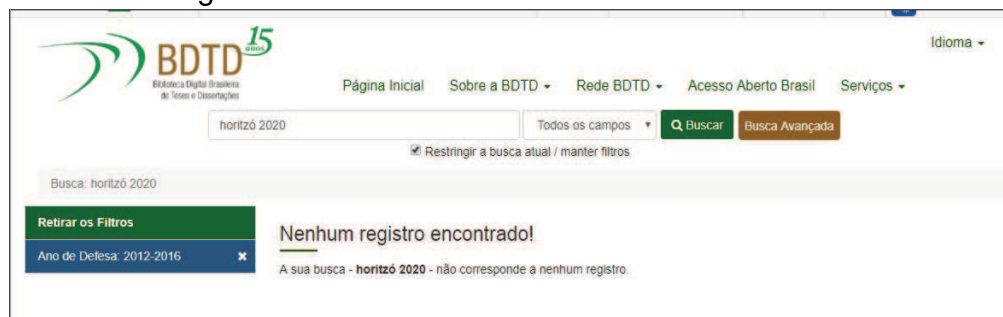 15
anos
BDTD
Biblioteca Digital Brasileira
de Teses e Dissertações
Idioma
Página Inicial Sobre a BDTD Rede BDTD Acesso Aberto Brasil Serviços
horitzó 2020 Todos os campos Buscar Busca Avançada
Restringir a busca atual / manter filtros
Busca: horitzó 2020
Retirar os Filtros
Ano de Defesa: 2012-2016
Nenhum registro encontrado!
A sua busca - horitzó 2020 - não corresponde a nenhum registro.